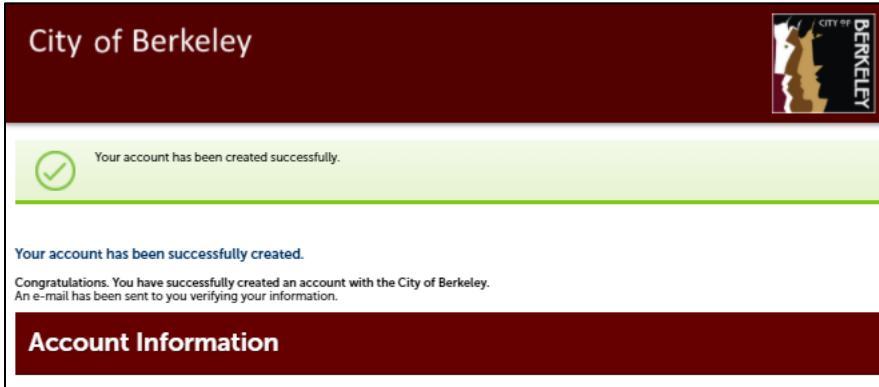 City of Berkeley
CITY OF
BERKELEY
Your account has been created successfully.
Your account has been successfully created.
Congratulations. You have successfully created an account with the City of Berkeley.
An e-mail has been sent to you verifying your information.
Account Information